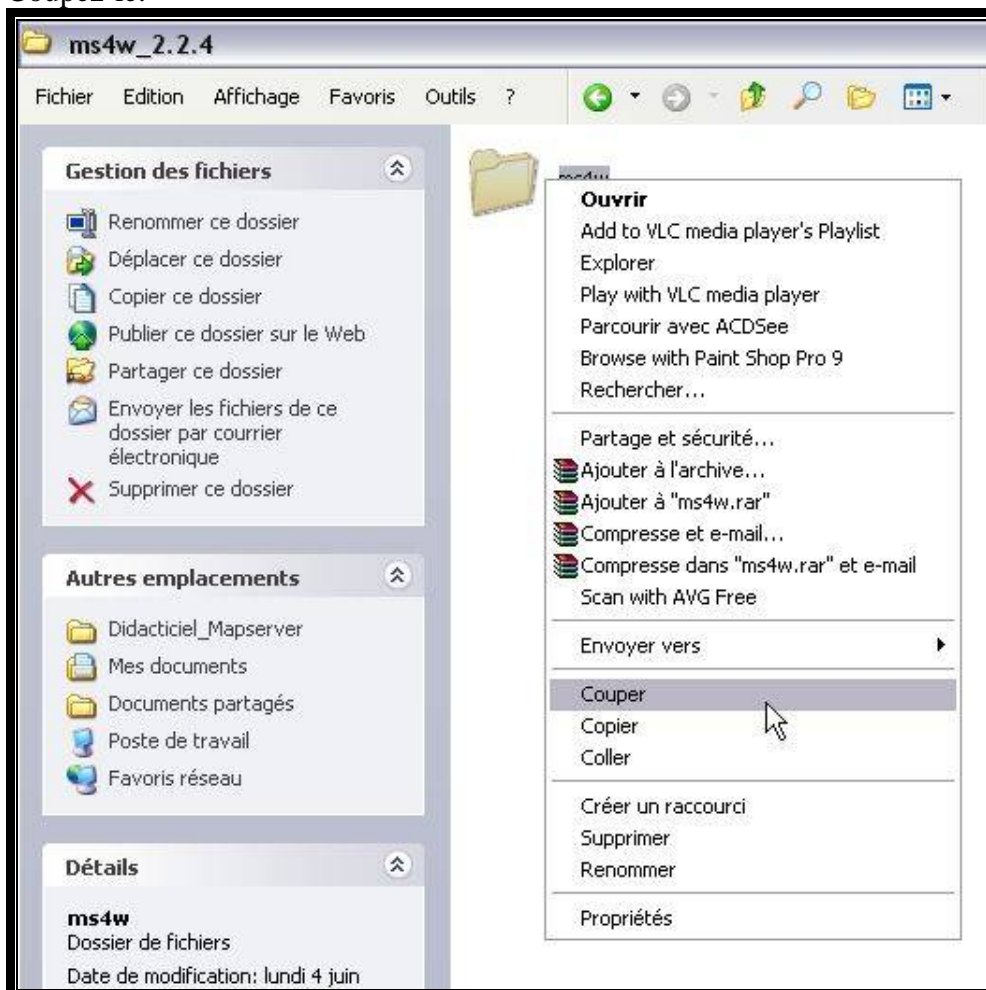 Coupez-le.
ms4w_2.2.4
Fichier Edition Affichage Favoris Outils ?
Gestion des fichiers
Renommer ce dossier
Déplacer ce dossier
Copier ce dossier
Publier ce dossier sur le Web
Partager ce dossier
Envoyer les fichiers de ce
dossier par courrier
électronique
Supprimer ce dossier
Autres emplacements
Didacticiel_Mapserver
Mes documents
Documents partagés
Poste de travail
Favoris réseau
Détails
ms4w
Dossier de fichiers
Date de modification: lundi 4 juin
ms4w
Ouvrir
Add to VLC media player's Playlist
Explorer
Play with VLC media player
Parcourir avec ACDSee
Browse with Paint Shop Pro 9
Rechercher...
Partage et sécurité...
Ajouter à l'archive...
Ajouter à "ms4w.rar"
Compresse et e-mail...
Compresse dans "ms4w.rar" et e-mail
Scan with AVG Free
Envoyer vers
Couper
Copier
Coller
Créer un raccourci
Supprimer
Renommer
Propriétés